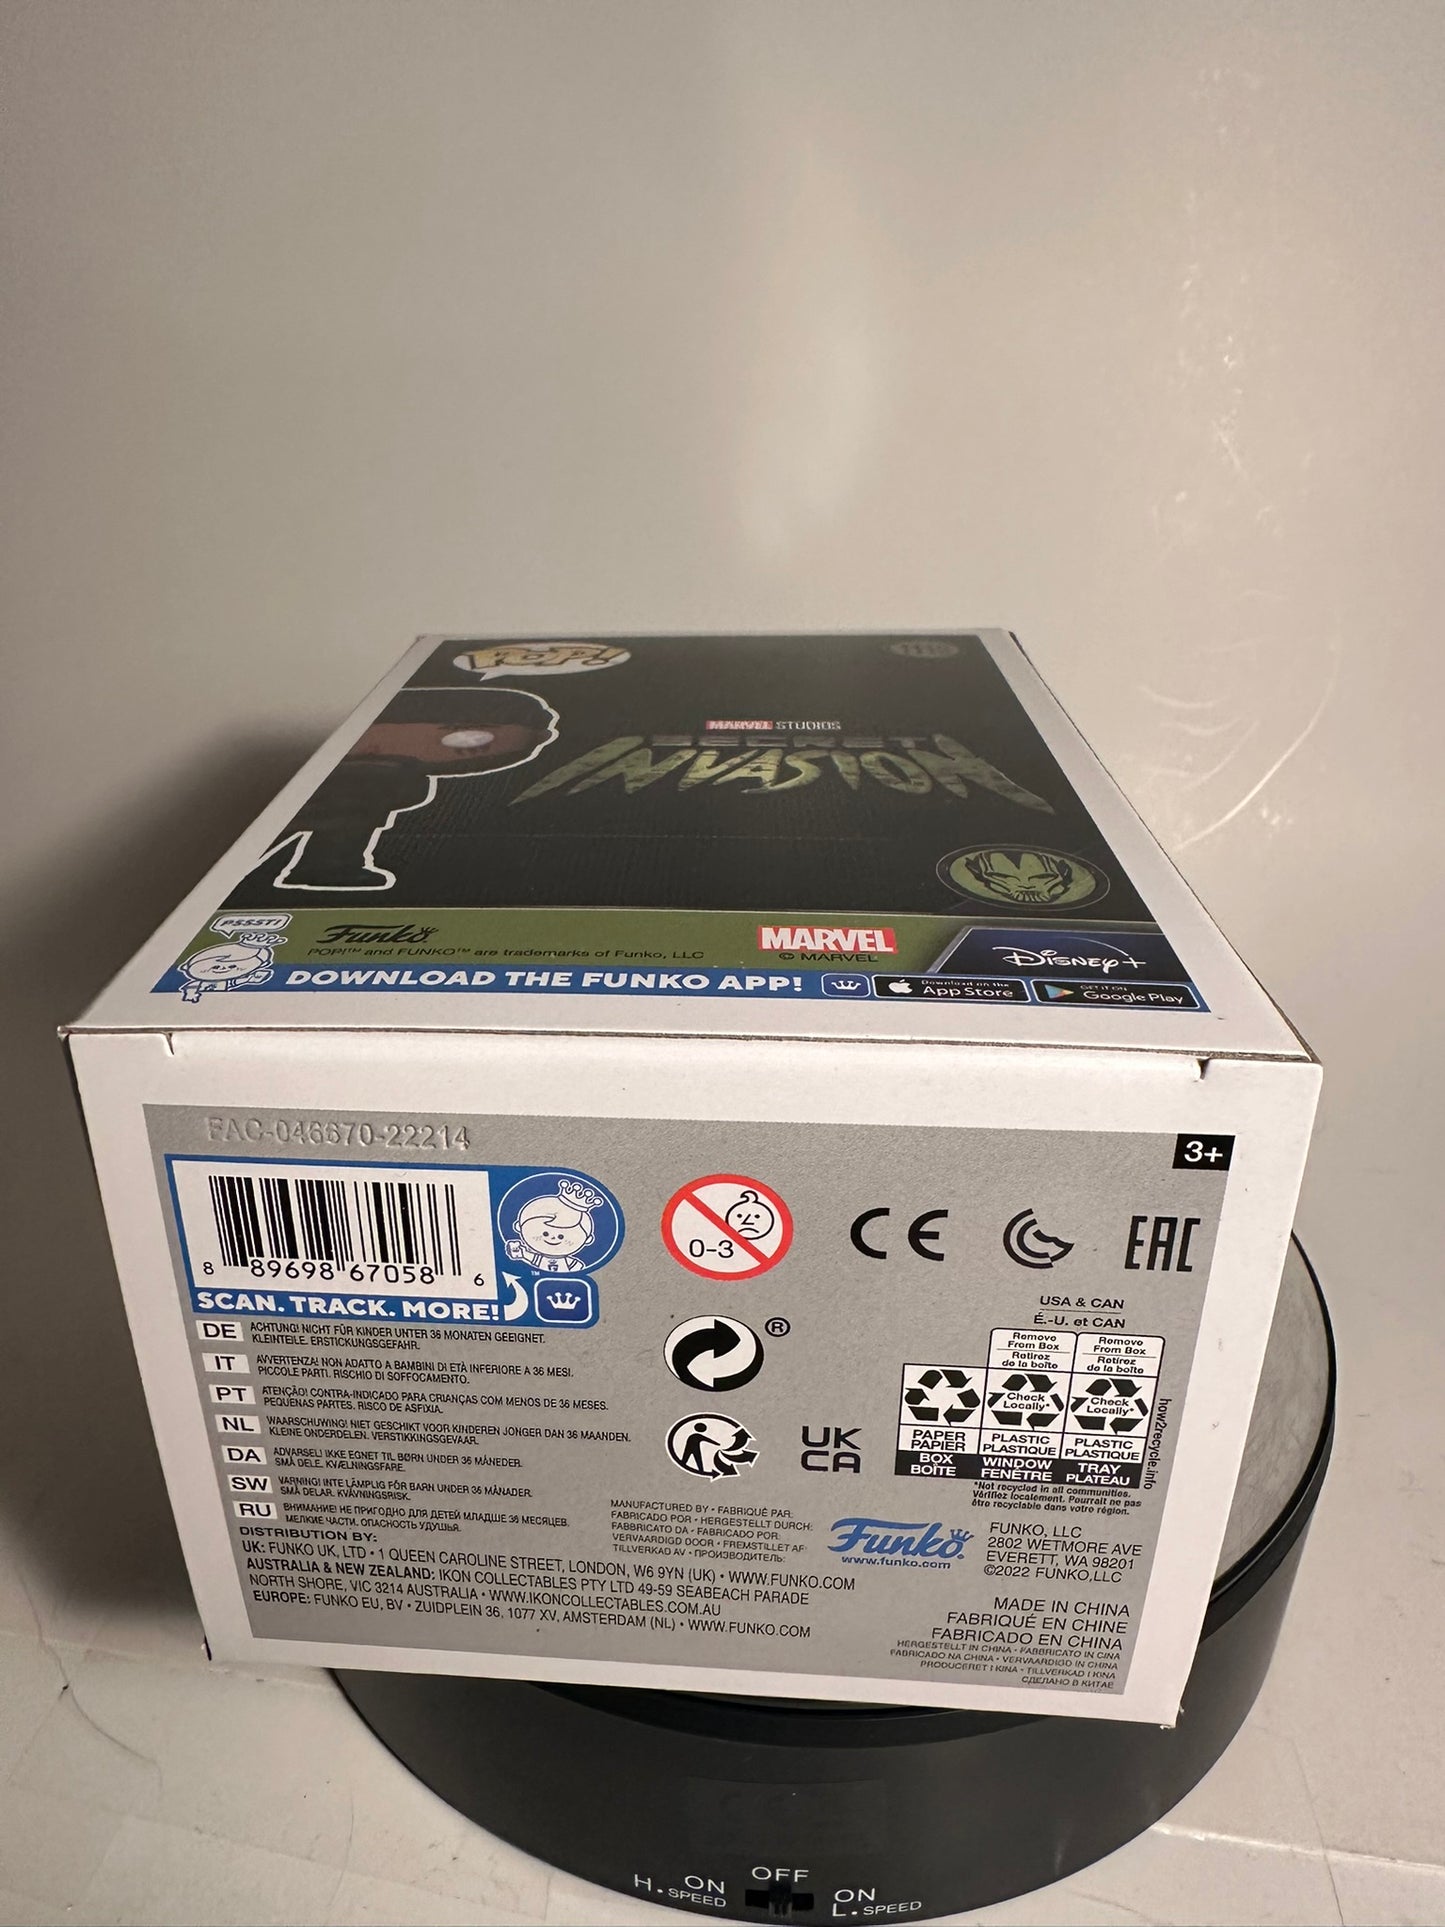 POP!
MARVEL STUDIOS
SECRET
INVASION
PSSST!
Funko
POP!™ and FUNKO™ are trademarks of Funko, LLC
MARVEL
© MARVEL
Disney+
DOWNLOAD THE FUNKO APP!
Download on the
App Store
GET IT ON
Google Play
FAC-046670-22214
3+
8 89698 67058 6
SCAN. TRACK. MORE!
TM
0-3
CE
EAC
DE ACHTUNG! NICHT FÜR KINDER UNTER 36 MONATEN GEEIGNET.
KLEINTEILE. ERSTICKUNGSGEFAHR.
IT AVVERTENZA! NON ADATTO A BAMBINI DI ETÀ INFERIORE A 36 MESI.
PICCOLE PARTI. RISCHIO DI SOFFOCAMENTO.
PT ATENÇÃO! CONTRA-INDICADO PARA CRIANÇAS COM MENOS DE 36 MESES.
PEQUENAS PARTES. RISCO DE ASFIXIA.
NL WAARSCHUWING! NIET GESCHIKT VOOR KINDEREN JONGER DAN 36 MAANDEN.
KLEINE ONDERDELEN. VERSTIKKINGSGEVAAR.
DA ADVARSEL! IKKE EGNET TIL BØRN UNDER 36 MÅNEDER.
SMÅ DELE. KVÆLNINGSFARE.
SW VARNING! INTE LÄMPLIG FÖR BARN UNDER 36 MÅNADER.
SMÅ DELAR. KVÄVNINGSRISK.
RU ВНИМАНИЕ! НЕ ПРИГОДНО ДЛЯ ДЕТЕЙ МЛАДШЕ 36 МЕСЯЦЕВ.
МЕЛКИЕ ЧАСТИ. ОПАСНОСТЬ УДУШЬЯ.
®
UK
CA
USA & CAN
É.-U. et CAN
Remove
From Box
Retirez
de la boîte
Remove
From Box
Retirez
de la boîte
Check
Locally*
Check
Locally*
PAPER
PAPIER
BOX
BOÎTE
PLASTIC
PLASTIQUE
WINDOW
FENÊTRE
PLASTIC
PLASTIQUE
TRAY
PLATEAU
how2recycle.info
*Not recycled in all communities.
Vérifiez localement. Pourrait ne pas
être recyclable dans votre région.
MANUFACTURED BY • FABRIQUÉ PAR:
FABRICADO POR • HERGESTELLT DURCH:
FABBRICATO DA • FABRICADO POR:
VERVAARDIGD DOOR • FREMSTILLET AF:
TILLVERKAD AV • ПРОИЗВОДИТЕЛЬ:
Funko
www.funko.com
FUNKO, LLC
2802 WETMORE AVE
EVERETT, WA 98201
©2022 FUNKO,LLC
DISTRIBUTION BY:
UK: FUNKO UK, LTD • 1 QUEEN CAROLINE STREET, LONDON, W6 9YN (UK) • WWW.FUNKO.COM
AUSTRALIA & NEW ZEALAND: IKON COLLECTABLES PTY LTD 49-59 SEABEACH PARADE
NORTH SHORE, VIC 3214 AUSTRALIA • WWW.IKONCOLLECTABLES.COM.AU
EUROPE: FUNKO EU, BV • ZUIDPLEIN 36, 1077 XV, AMSTERDAM (NL) • WWW.FUNKO.COM
MADE IN CHINA
FABRIQUÉ EN CHINE
FABRICADO EN CHINA
HERGESTELLT IN CHINA • FABBRICATO IN CINA
FABRICADO NA CHINA • VERVAARDIGD IN CHINA
PRODUCERET I KINA • TILLVERKAD I KINA
СДЕЛАНО В КИТАЕ
ON
H. SPEED
OFF
ON
L. SPEED